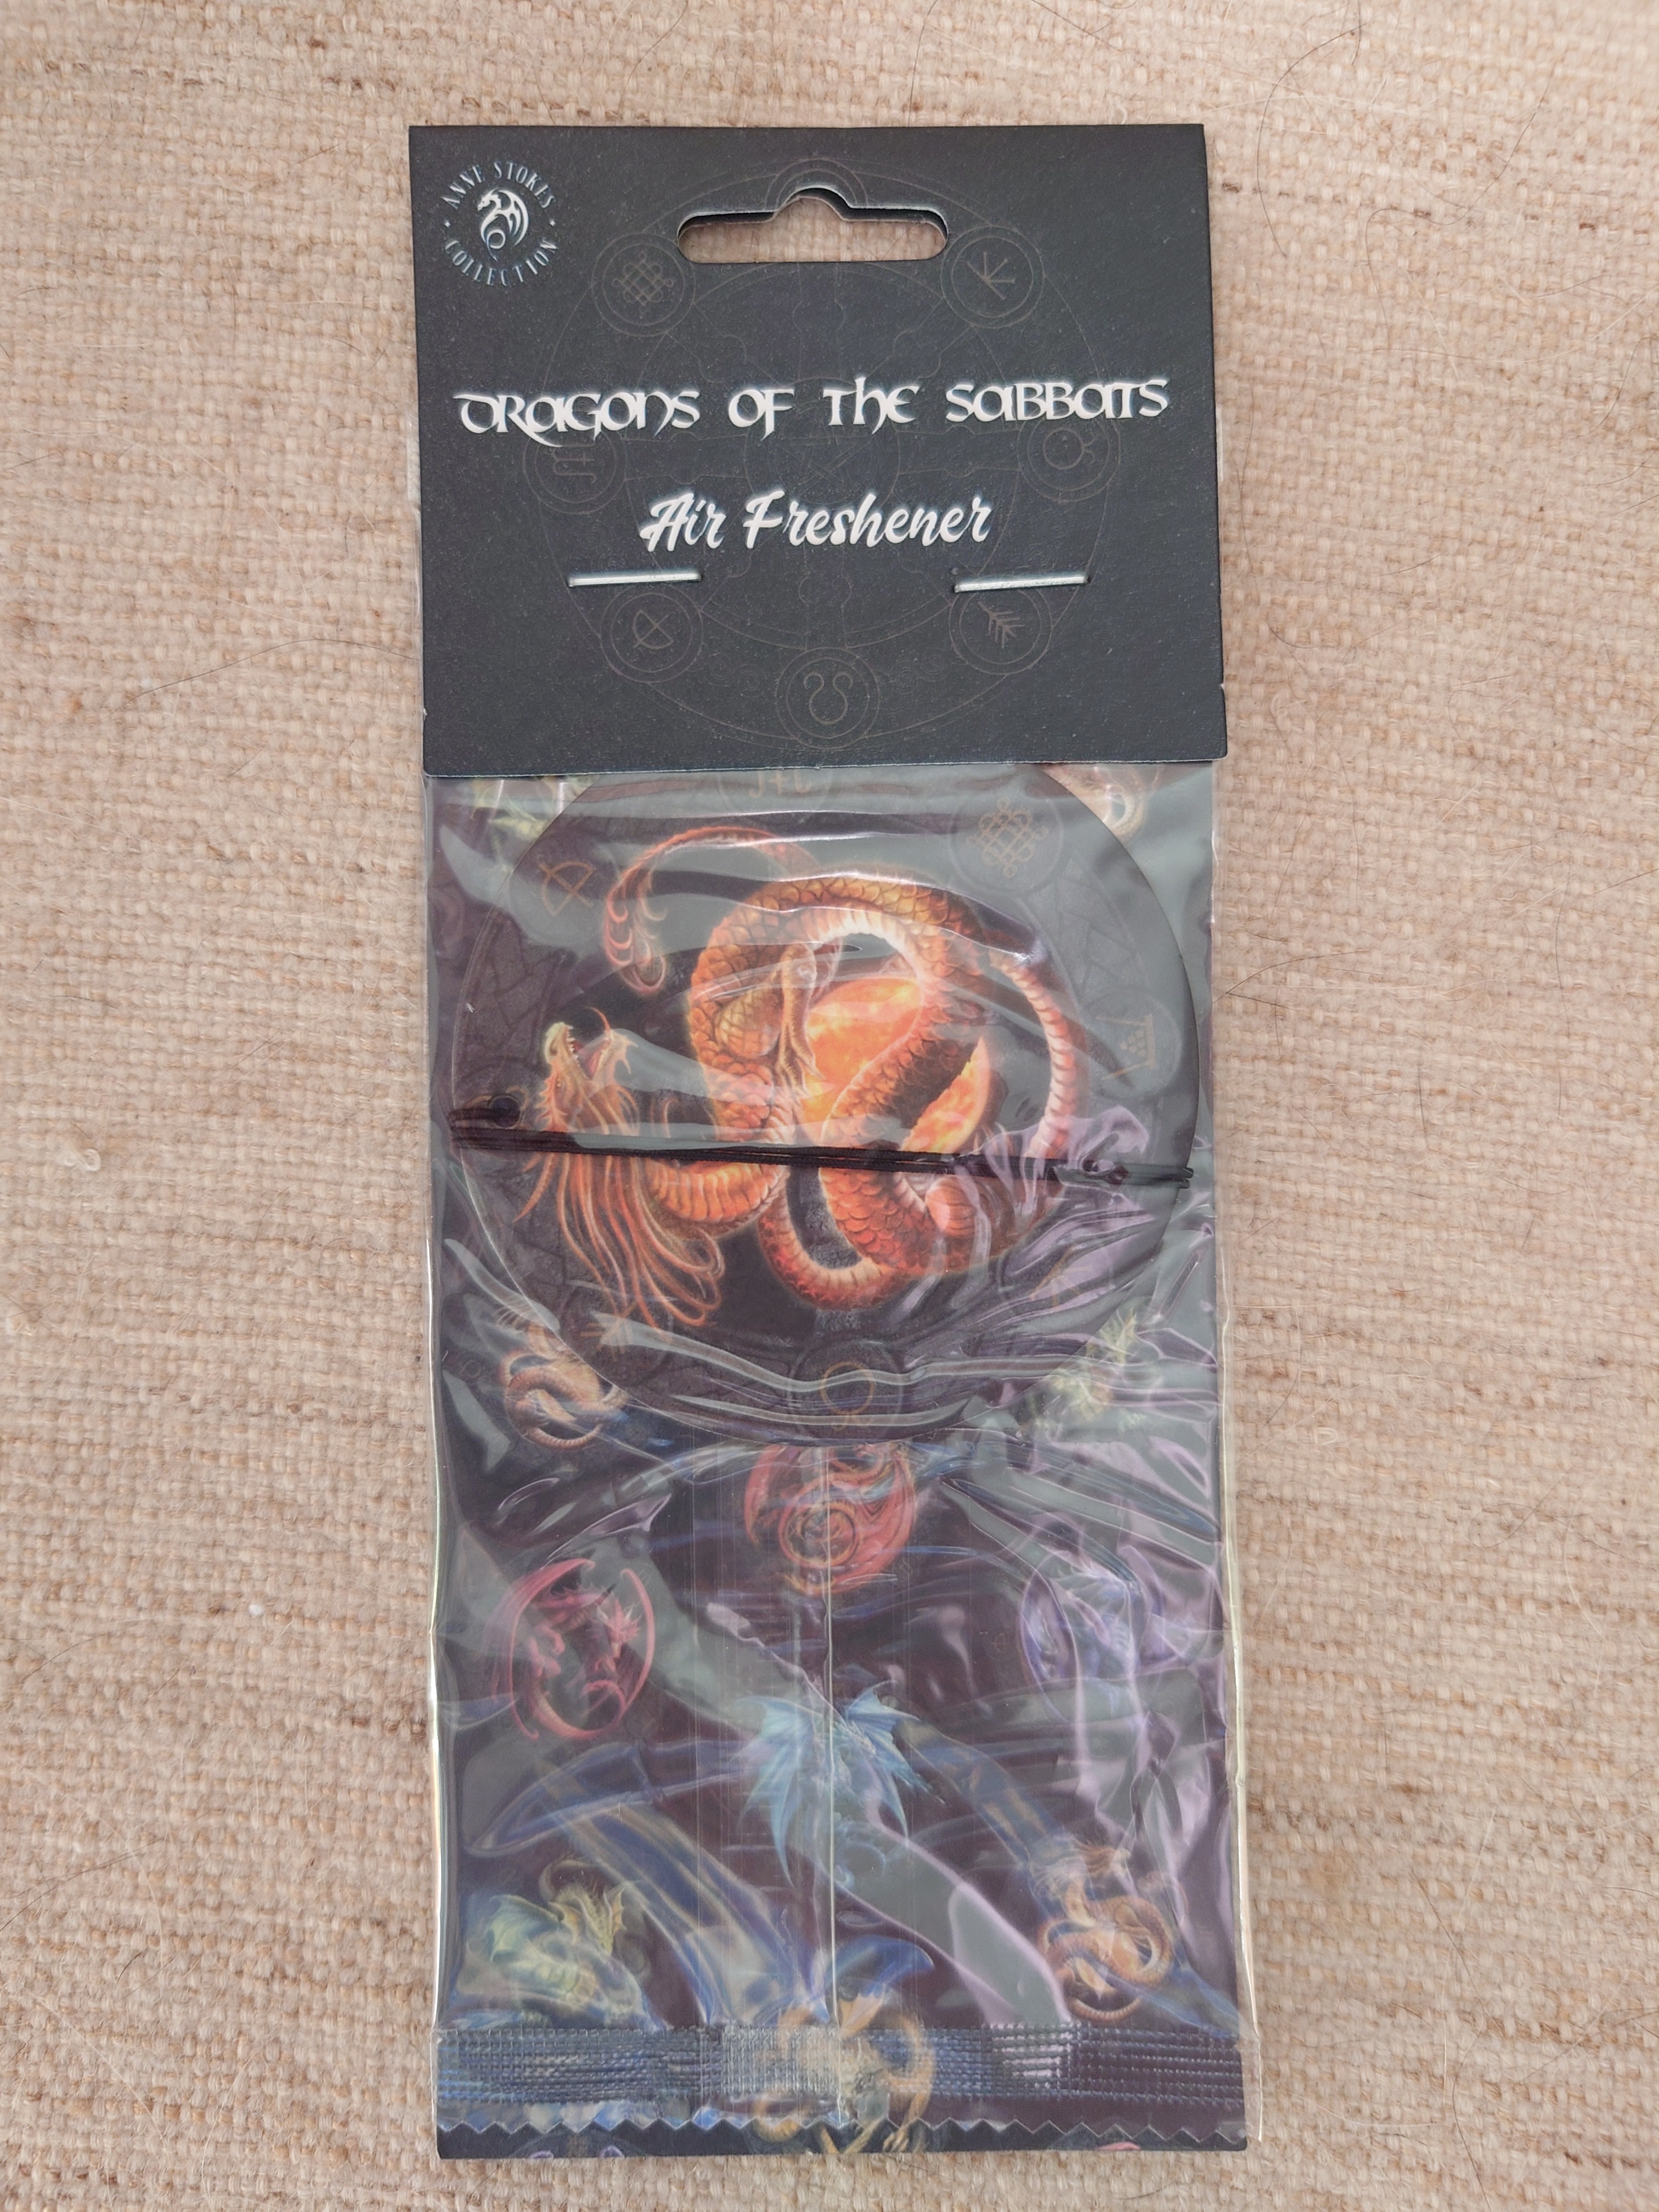 ANNE STOKES
COLLECTION
DRAGONS OF THE SABBATS
Air Freshener